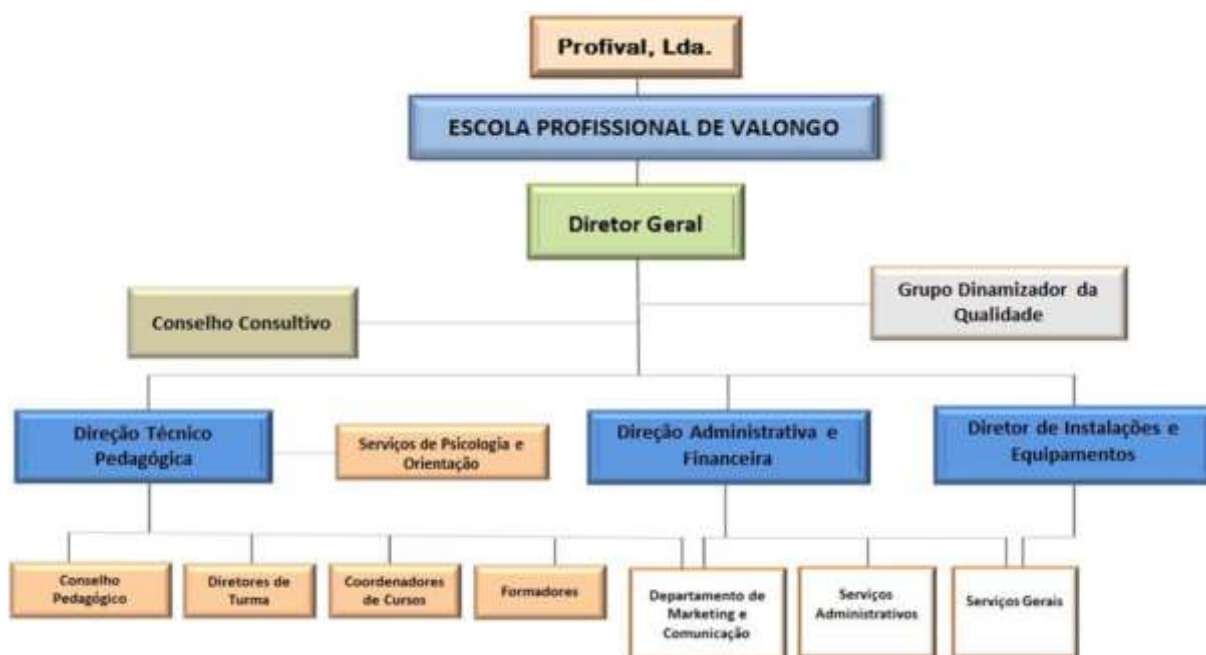 Profival, Lda.
ESCOLA PROFISSIONAL DE VALONGO
Diretor Geral
Grupo Dinamizador da
Qualidade
Conselho Consultivo
Direção Técnico
Pedagógica
Serviços de Psicologia e
Orientação
Direção Administrativa e
Financeira
Diretor de Instalações e
Equipamentos
Conselho
Pedagógico
Diretores de
Turma
Coordenadores
de Cursos
Formadores
Departamento de
Marketing e
Comunicação
Serviços
Administrativos
Serviços Gerais